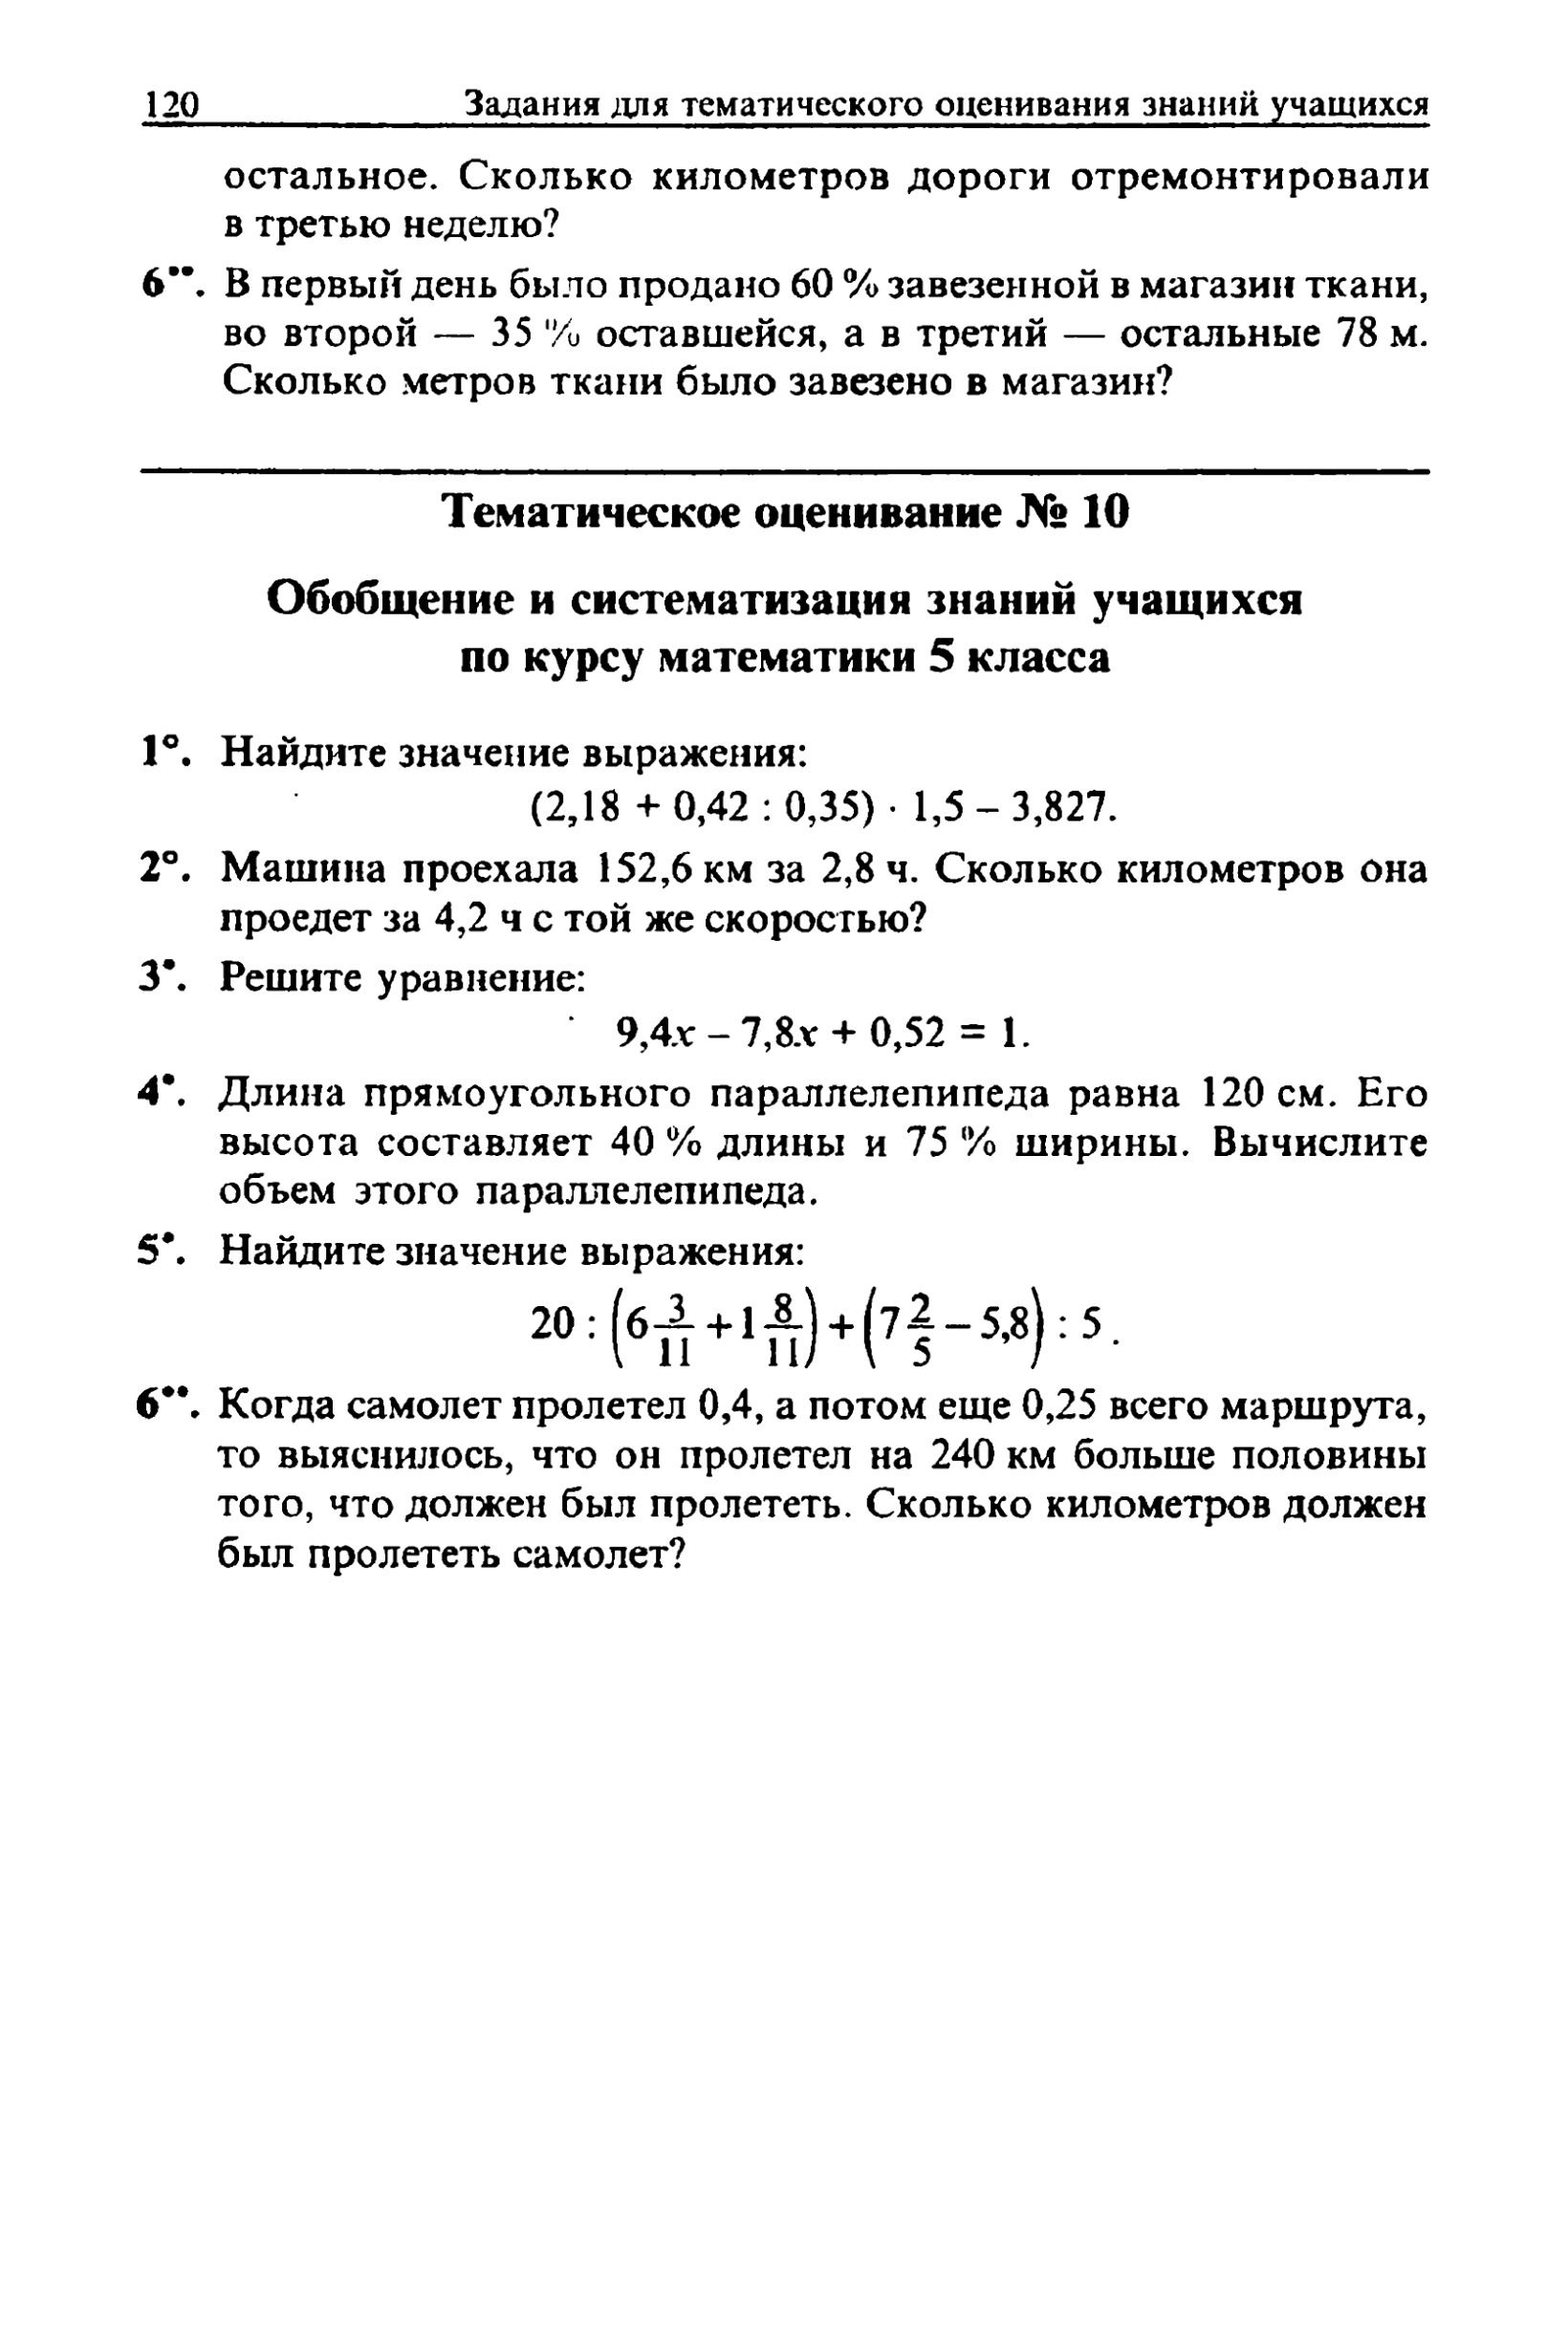 120 Задания для тематического оценивания знаний учащихся
остальное. Сколько километров дороги отремонтировали
в третью неделю?
6••. В первый день было продано 60 % завезенной в магазин ткани,
во второй — 35 % оставшейся, а в третий — остальные 78 м.
Сколько метров ткани было завезено в магазин?
Тематическое оценивание № 10
Обобщение и систематизация знаний учащихся
по курсу математики 5 класса
1°. Найдите значение выражения:
(2,18 + 0,42 : 0,35) · 1,5 – 3,827.
2°. Машина проехала 152,6 км за 2,8 ч. Сколько километров она
проедет за 4,2 ч с той же скоростью?
3•. Решите уравнение:
9,4x – 7,8x + 0,52 = 1.
4•. Длина прямоугольного параллелепипеда равна 120 см. Его
высота составляет 40 % длины и 75 % ширины. Вычислите
объем этого параллелепипеда.
5•. Найдите значение выражения:
20 : (6 3/11 + 1 8/11) + (7 2/5 – 5,8) : 5.
6••. Когда самолет пролетел 0,4, а потом еще 0,25 всего маршрута,
то выяснилось, что он пролетел на 240 км больше половины
того, что должен был пролететь. Сколько километров должен
был пролететь самолет?